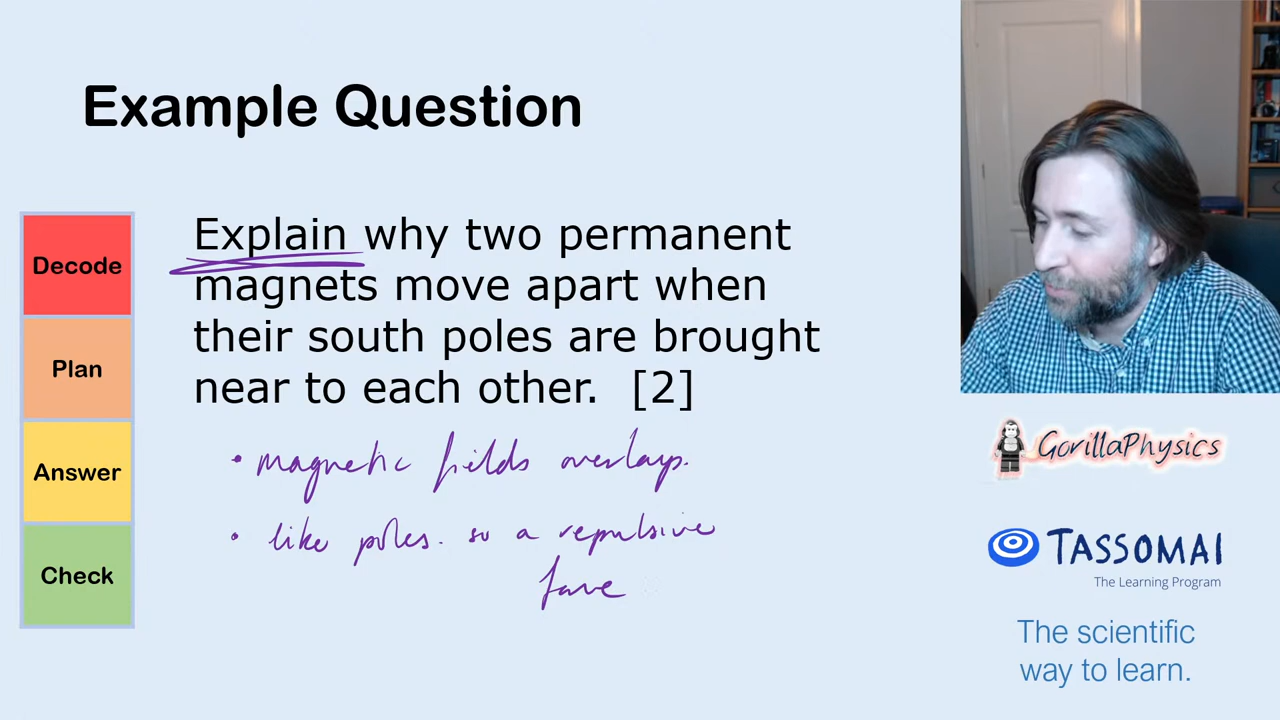 Example Question
Decode
Plan
Answer
Check
Explain why two permanent
magnets move apart when
their south poles are brought
near to each other. [2]
• magnetic fields overlaps.
• like poles. so a repulsive
force
GorillaPhysics
TASSOMAI
The Learning Program
The scientific
way to learn.